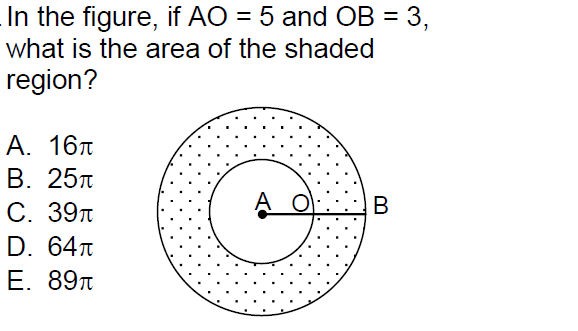 In the figure, if AO = 5 and OB = 3,
what is the area of the shaded
region?
A. 16π
B. 25π
C. 39π
D. 64π
E. 89π
A O B